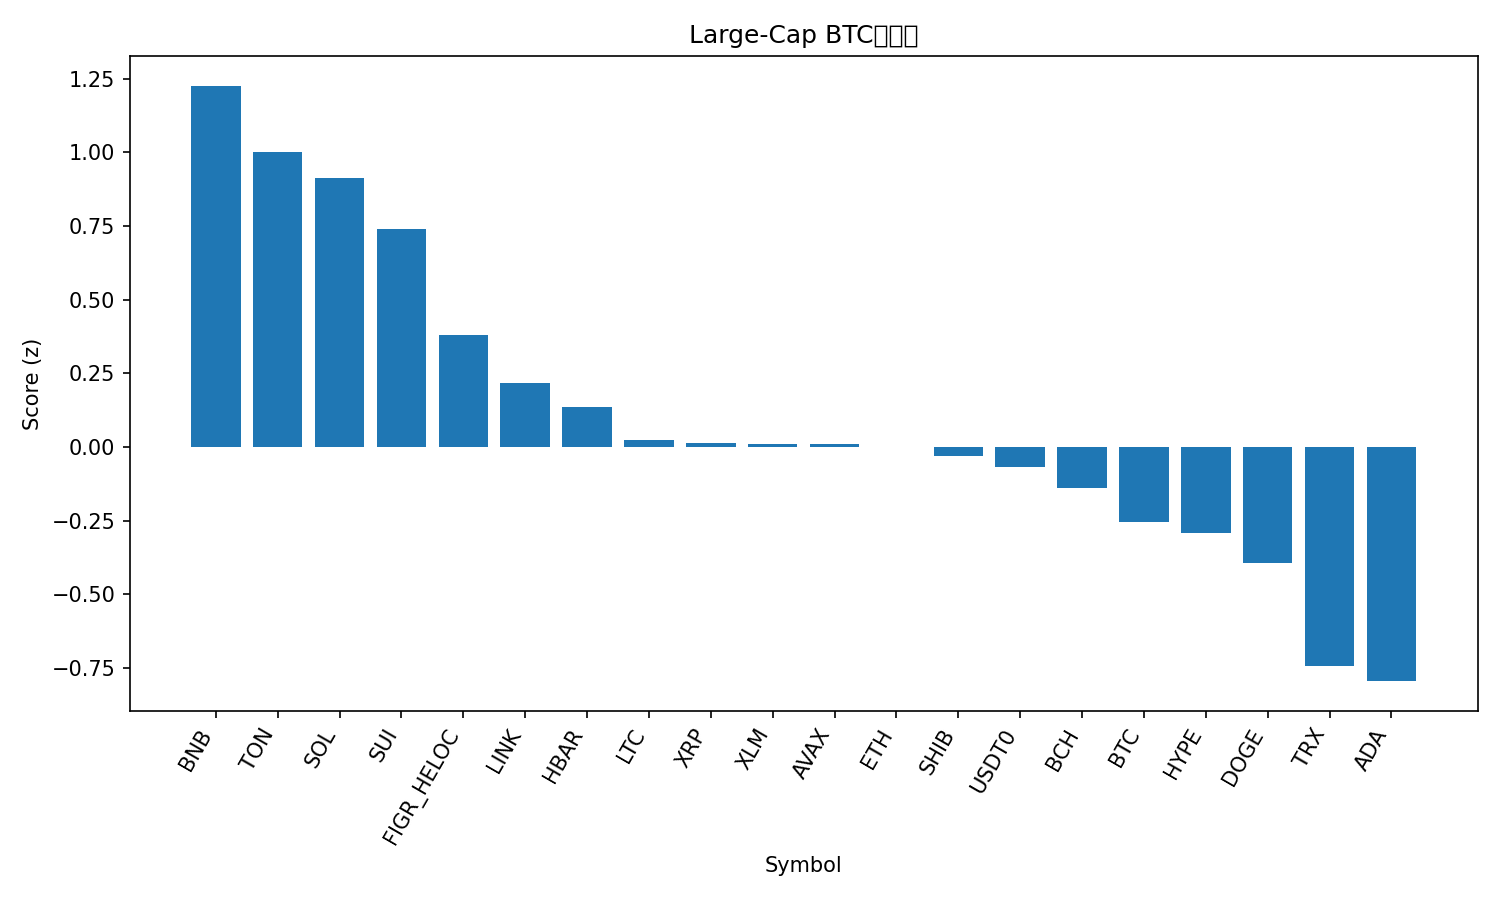 Large-Cap BTC
1.25
1.00
0.75
0.50
0.25
0.00
−0.25
−0.50
−0.75
Score (z)
BNB
TON
SOL
SUI
FIGR_HELOC
LINK
HBAR
LTC
XRP
XLM
AVAX
ETH
SHIB
USDT0
BCH
BTC
HYPE
DOGE
TRX
ADA
Symbol